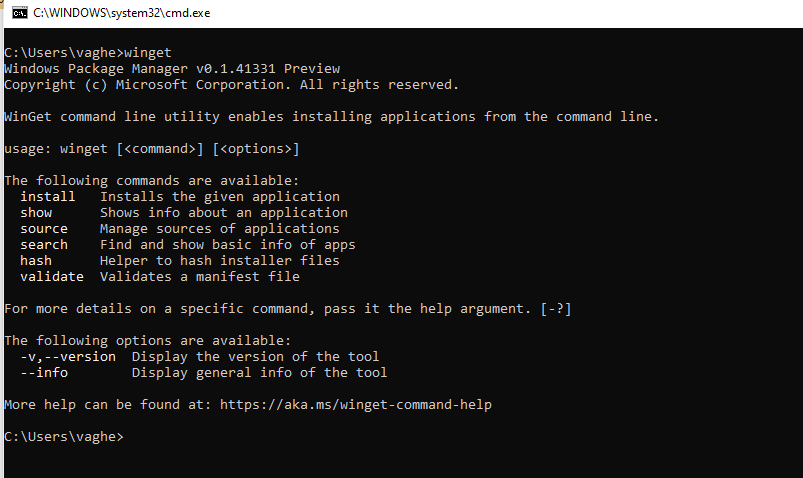 C:\WINDOWS\system32\cmd.exe
C:\Users\vaghe>winget
Windows Package Manager v0.1.41331 Preview
Copyright (c) Microsoft Corporation. All rights reserved.
WinGet command line utility enables installing applications from the command line.
usage: winget [<command>] [<options>]
The following commands are available:
install Installs the given application
show Shows info about an application
source Manage sources of applications
search Find and show basic info of apps
hash Helper to hash installer files
validate Validates a manifest file
For more details on a specific command, pass it the help argument. [-?]
The following options are available:
-v,--version Display the version of the tool
--info Display general info of the tool
More help can be found at: https://aka.ms/winget-command-help
C:\Users\vaghe>